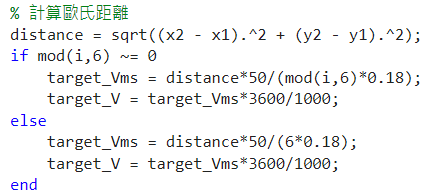 % 計算歐氏距離
distance = sqrt((x2 - x1).^2 + (y2 - y1).^2);
if mod(i,6) ~= 0
target_Vms = distance*50/(mod(i,6)*0.18);
target_V = target_Vms*3600/1000;
else
target_Vms = distance*50/(6*0.18);
target_V = target_Vms*3600/1000;
end